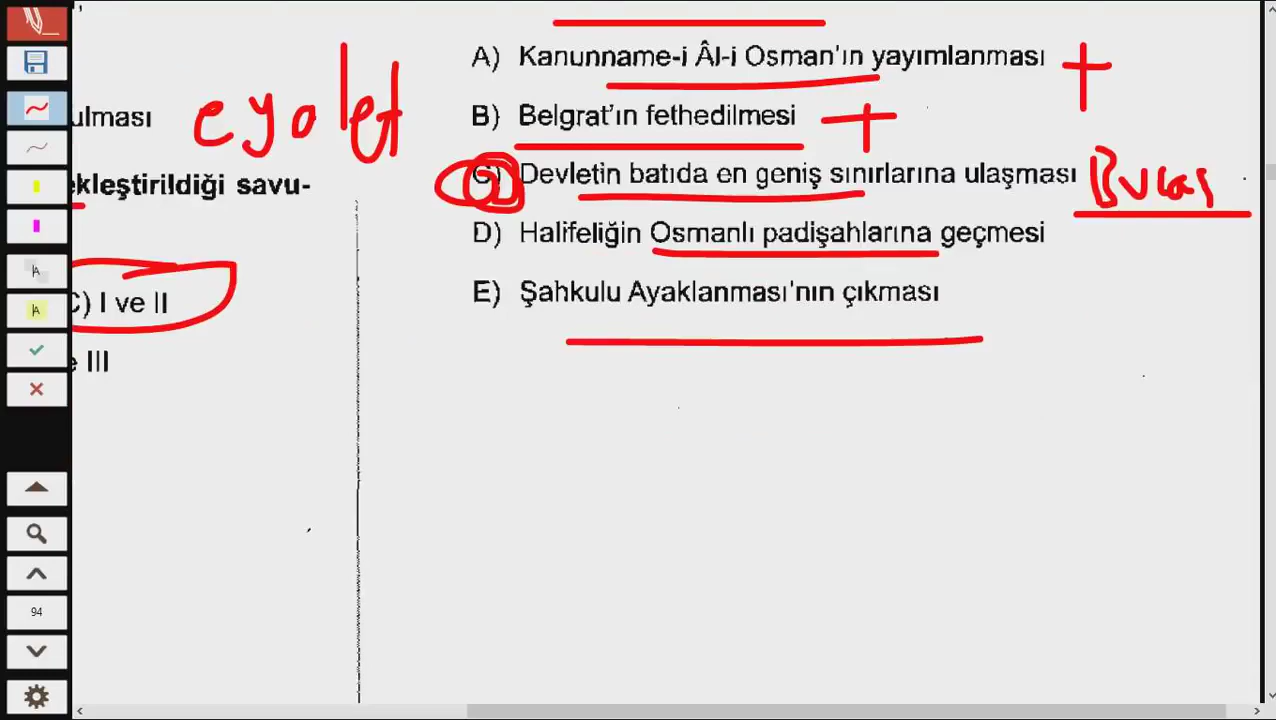 ulması
eyalet
ekleştirildiği savu-
C) I ve II
e III
A) Kanunname-i Âl-i Osman'ın yayımlanması +
B) Belgrat'ın fethedilmesi +
C) Devletin batıda en geniş sınırlarına ulaşması Bucaş
D) Halifeliğin Osmanlı padişahlarına geçmesi
E) Şahkulu Ayaklanması'nın çıkması
A
A
94